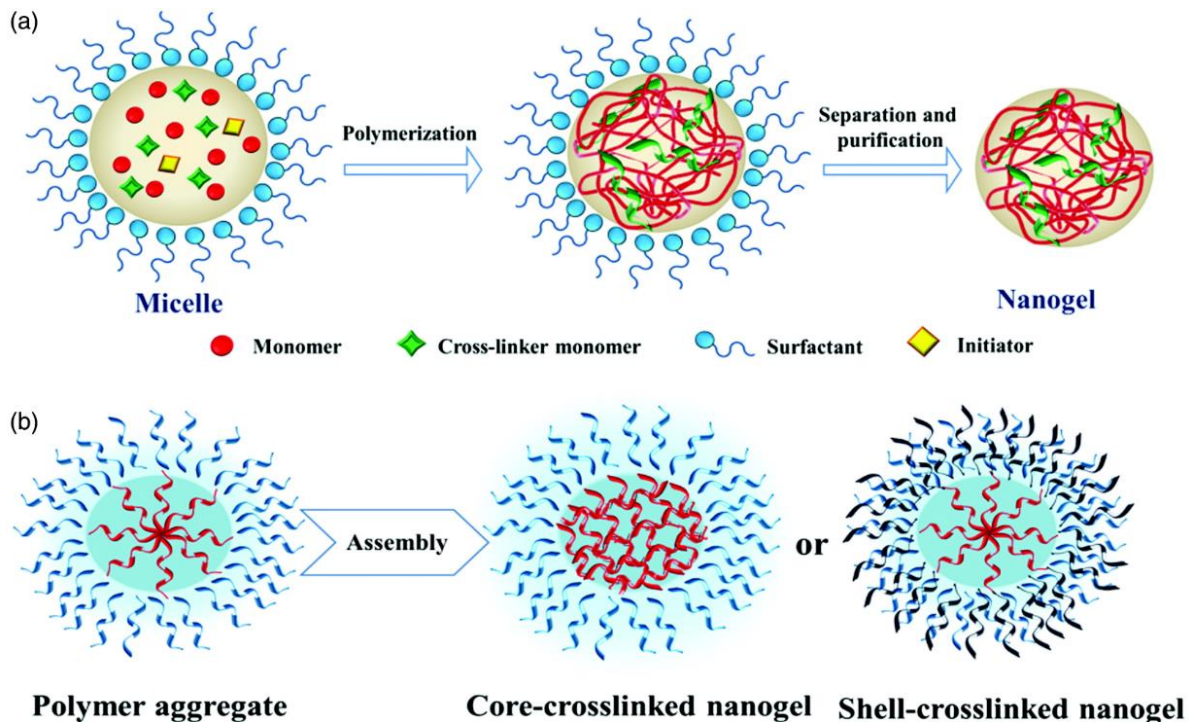 (a)
Polymerization
Separation and
purification
Micelle
Nanogel
Monomer
Cross-linker monomer
Surfactant
Initiator
(b)
Assembly
or
Polymer aggregate
Core-crosslinked nanogel
Shell-crosslinked nanogel